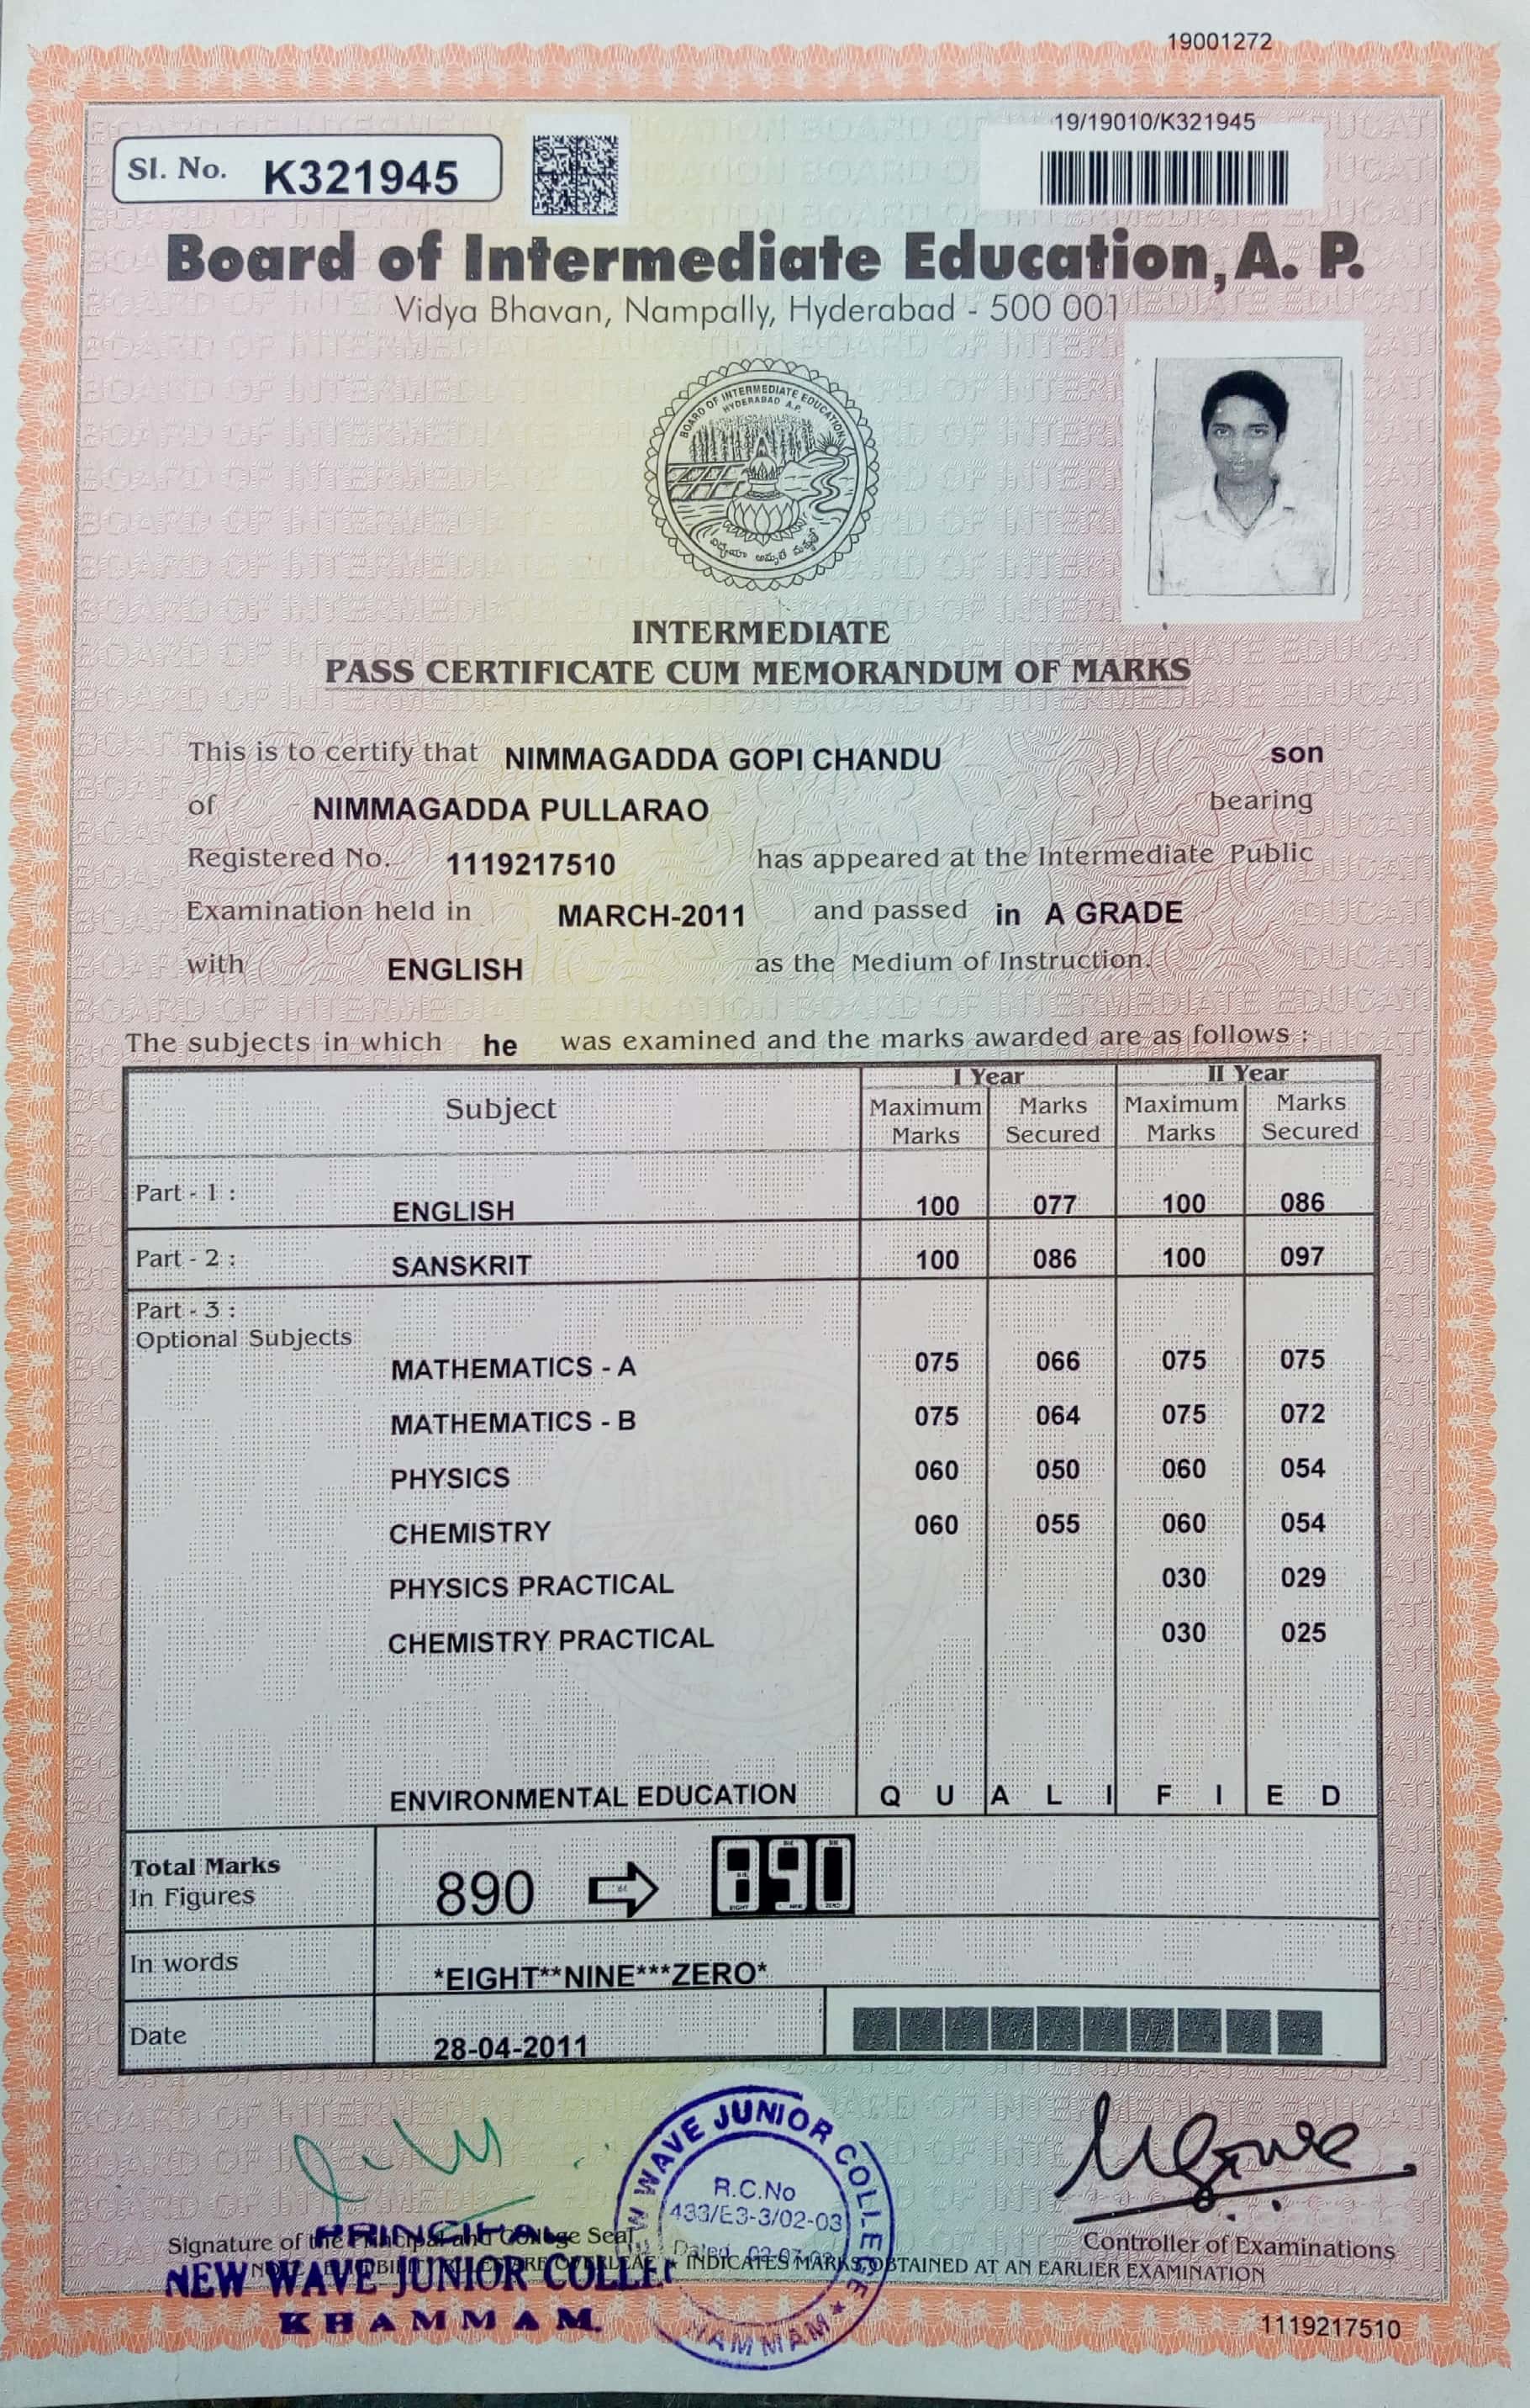 19001272
19/19010/K321945
Sl. No. K321945
Board of Intermediate Education, A. P.
Vidya Bhavan, Nampally, Hyderabad - 500 001
BOARD OF INTERMEDIATE EDUCATION
HYDERABAD A.P.
INTERMEDIATE
PASS CERTIFICATE CUM MEMORANDUM OF MARKS
This is to certify that NIMMAGADDA GOPI CHANDU son
of NIMMAGADDA PULLARAO bearing
Registered No. 1119217510 has appeared at the Intermediate Public
Examination held in MARCH-2011 and passed in A GRADE
with ENGLISH as the Medium of Instruction.
The subjects in which he was examined and the marks awarded are as follows :
Subject I Year II Year
Maximum Marks Marks Secured Maximum Marks Marks Secured
Part - 1 : ENGLISH 100 077 100 086
Part - 2 : SANSKRIT 100 086 100 097
Part - 3 :
Optional Subjects
MATHEMATICS - A 075 066 075 075
MATHEMATICS - B 075 064 075 072
PHYSICS 060 050 060 054
CHEMISTRY 060 055 060 054
PHYSICS PRACTICAL 030 029
CHEMISTRY PRACTICAL 030 025
ENVIRONMENTAL EDUCATION Q U A L I F I E D
Total Marks
In Figures 890 890
In words *EIGHT**NINE***ZERO*
Date 28-04-2011
WAVE JUNIOR COLLEGE
R.C.No
433/E3-3/02-03
Dated
Signature of the Principal and College Seal
PRINCIPAL
Controller of Examinations
ARE OVERLEAF * INDICATES MARKS OBTAINED AT AN EARLIER EXAMINATION
NEW WAVE JUNIOR COLLE
KHAMMAM.
1119217510